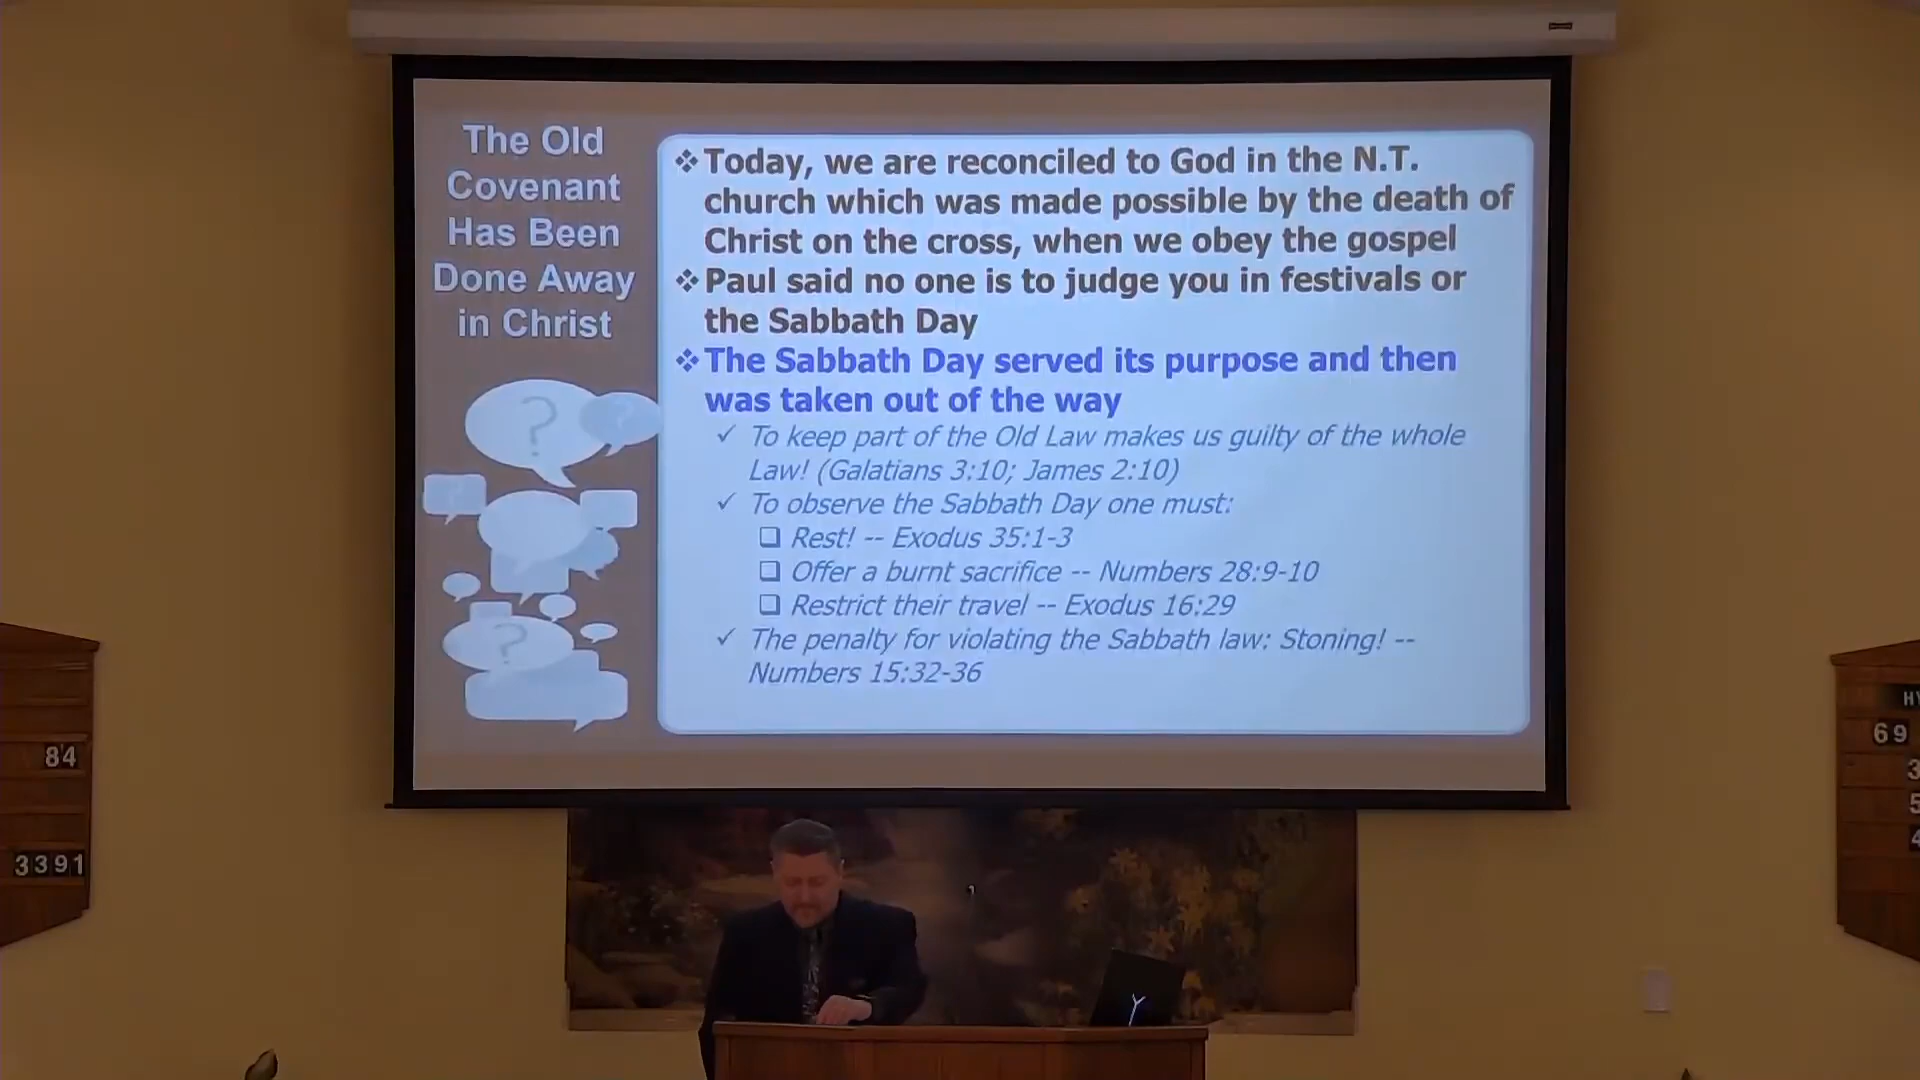 The Old
Covenant
Has Been
Done Away
in Christ
❖Today, we are reconciled to God in the N.T.
church which was made possible by the death of
Christ on the cross, when we obey the gospel
❖Paul said no one is to judge you in festivals or
the Sabbath Day
❖The Sabbath Day served its purpose and then
was taken out of the way
✓ To keep part of the Old Law makes us guilty of the whole
Law! (Galatians 3:10; James 2:10)
✓ To observe the Sabbath Day one must:
❑ Rest! -- Exodus 35:1-3
❑ Offer a burnt sacrifice -- Numbers 28:9-10
❑ Restrict their travel -- Exodus 16:29
✓ The penalty for violating the Sabbath law: Stoning! --
Numbers 15:32-36
?
?
?
84
3391
69